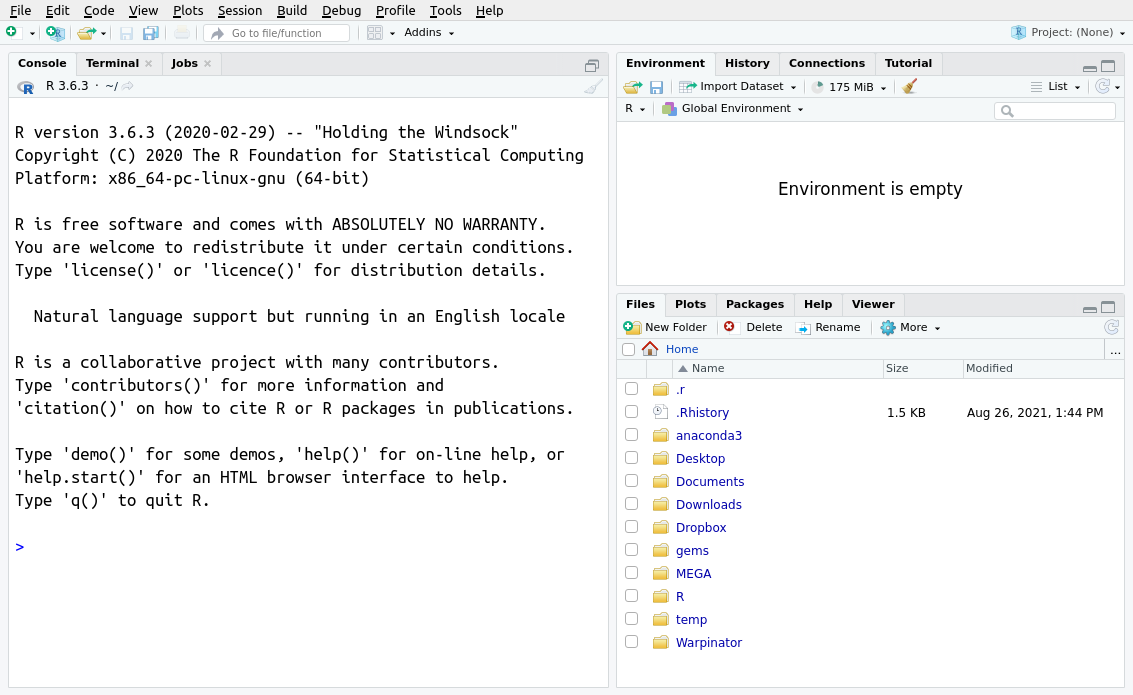 File Edit Code View Plots Session Build Debug Profile Tools Help
Go to file/function Addins Project: (None)
Console Terminal Jobs
R 3.6.3 · ~/
R version 3.6.3 (2020-02-29) -- "Holding the Windsock"
Copyright (C) 2020 The R Foundation for Statistical Computing
Platform: x86_64-pc-linux-gnu (64-bit)
R is free software and comes with ABSOLUTELY NO WARRANTY.
You are welcome to redistribute it under certain conditions.
Type 'license()' or 'licence()' for distribution details.
Natural language support but running in an English locale
R is a collaborative project with many contributors.
Type 'contributors()' for more information and
'citation()' on how to cite R or R packages in publications.
Type 'demo()' for some demos, 'help()' for on-line help, or
'help.start()' for an HTML browser interface to help.
Type 'q()' to quit R.
>
Environment History Connections Tutorial
Import Dataset 175 MiB List
R Global Environment
Environment is empty
Files Plots Packages Help Viewer
New Folder Delete Rename More
Home ...
Name Size Modified
.r
.Rhistory 1.5 KB Aug 26, 2021, 1:44 PM
anaconda3
Desktop
Documents
Downloads
Dropbox
gems
MEGA
R
temp
Warpinator